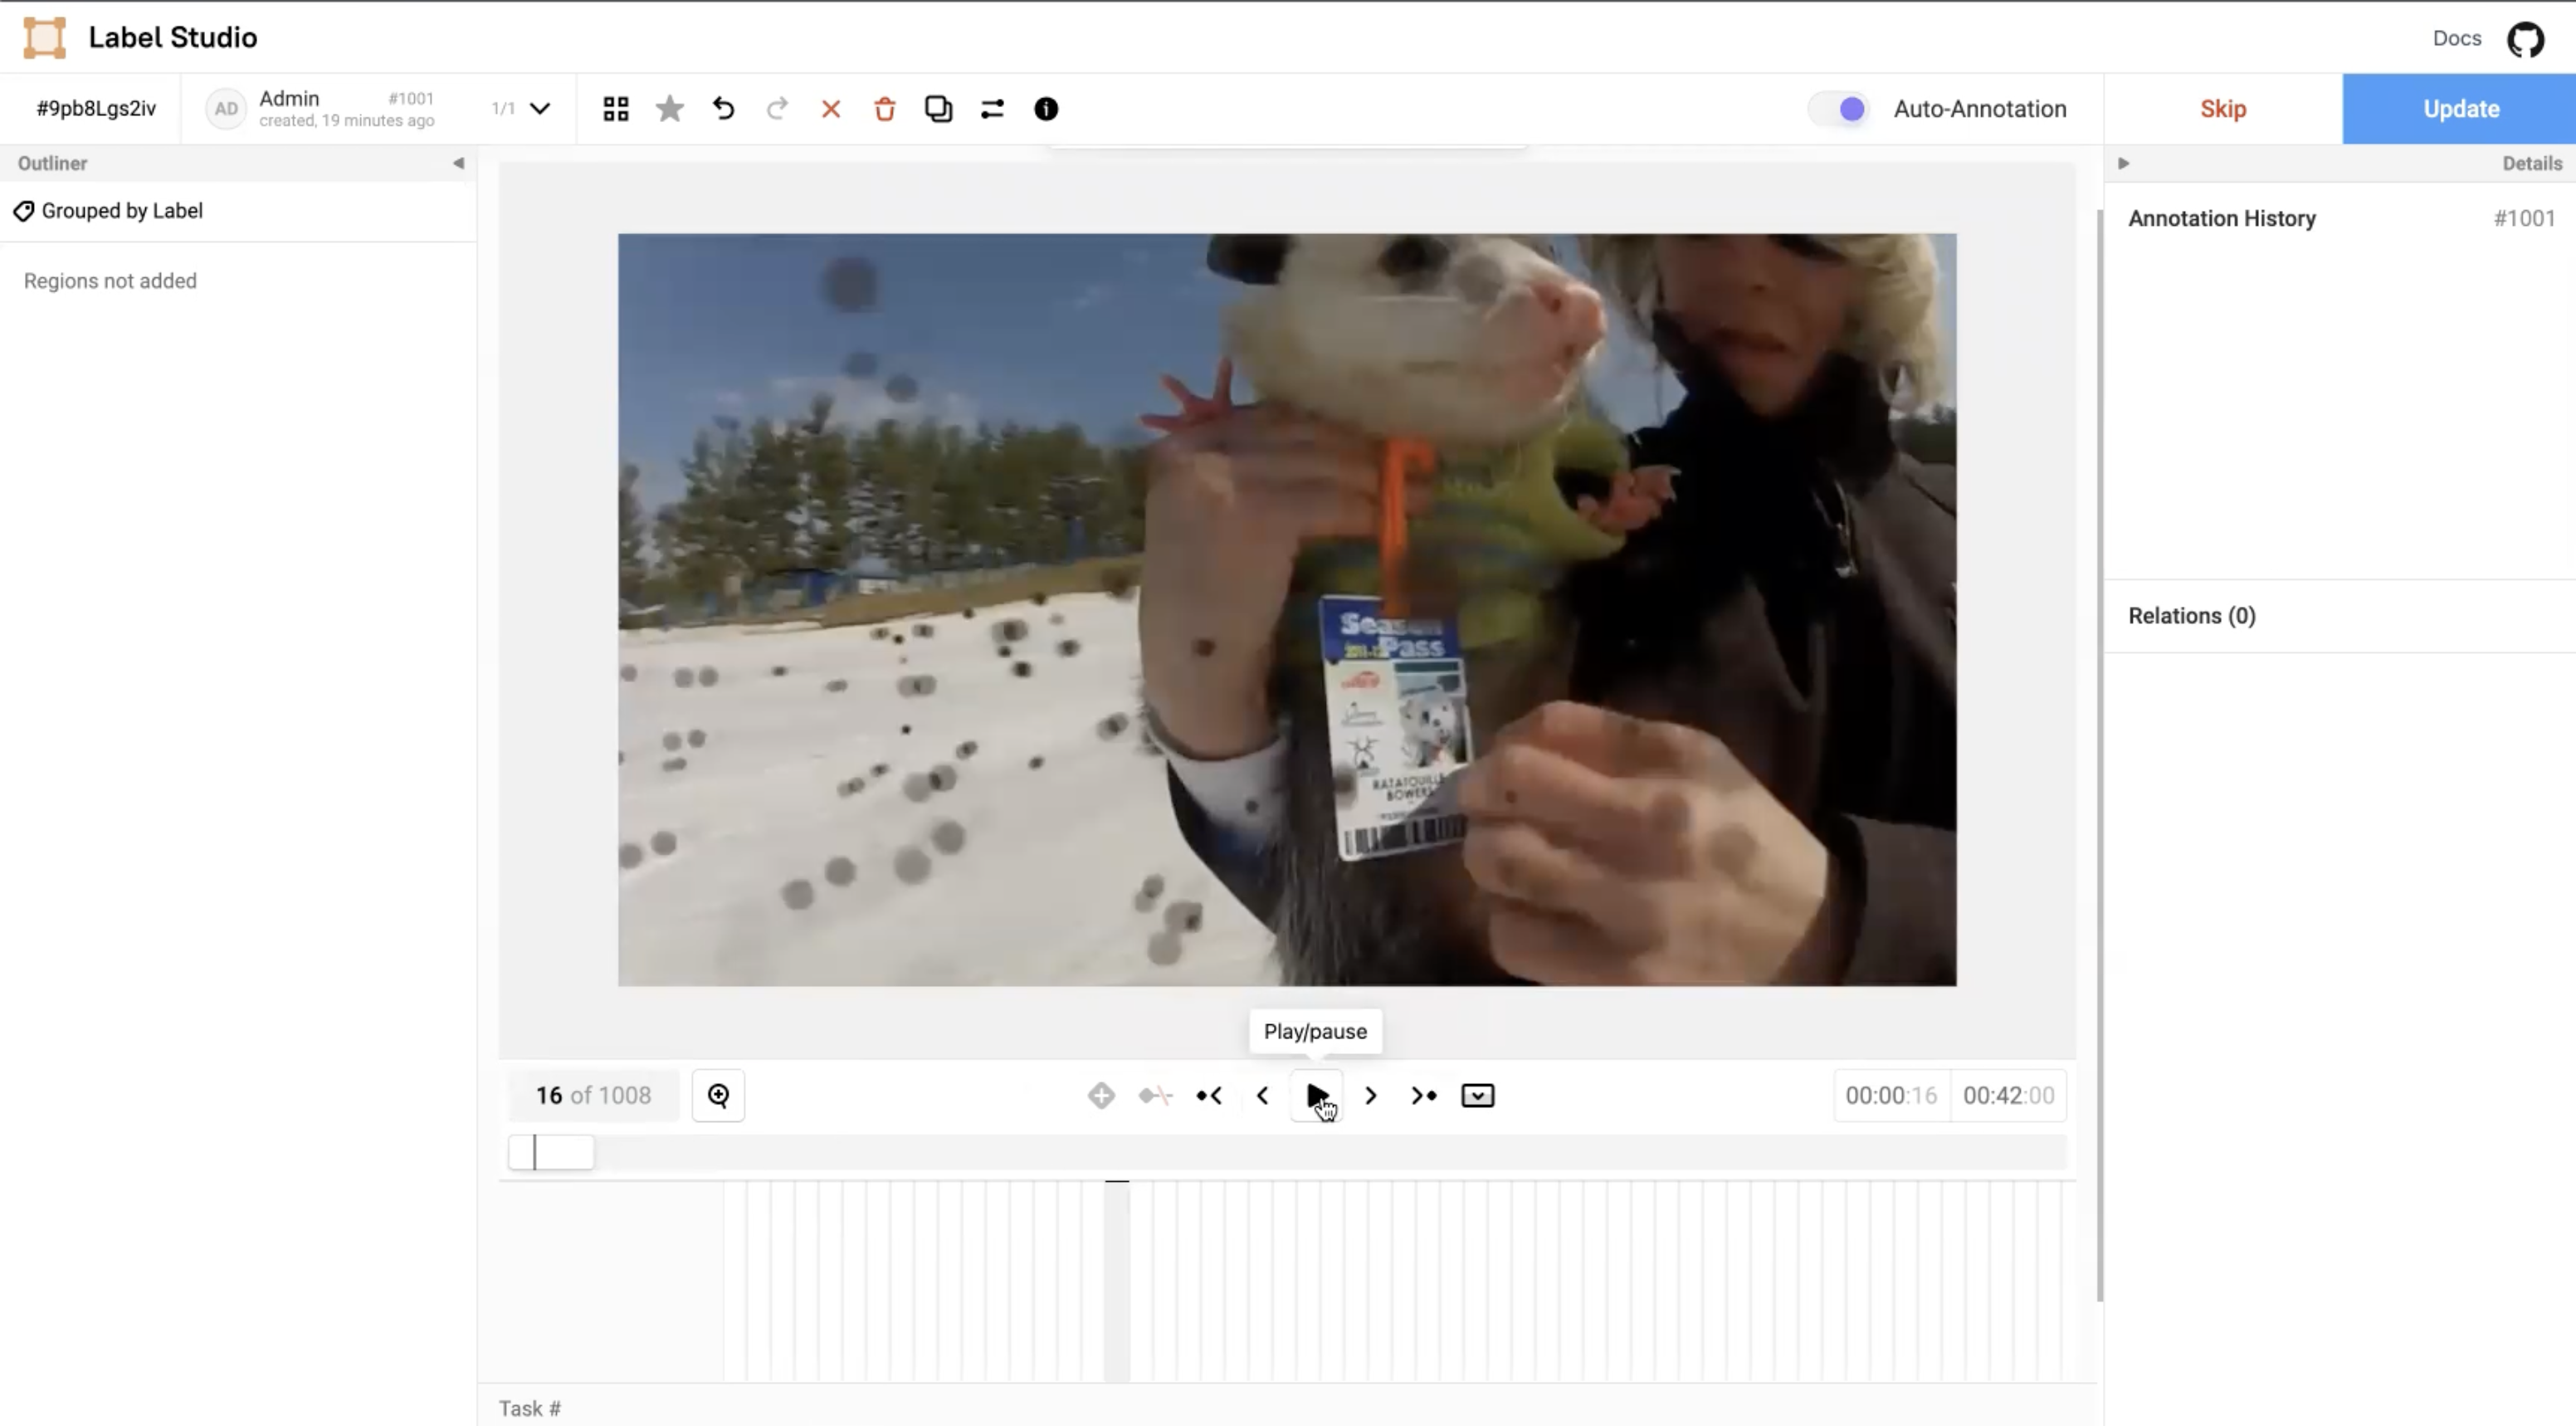 Label Studio
Docs
#9pb8Lgs2iv
AD
Admin
#1001
created, 19 minutes ago
1/1
Auto-Annotation
Skip
Update
Outliner
Details
Grouped by Label
Annotation History
#1001
Regions not added
Relations (0)
Season
Pass
RATATOUILLE
BOWERS
Play/pause
16 of 1008
00:00:16
00:42:00
Task #